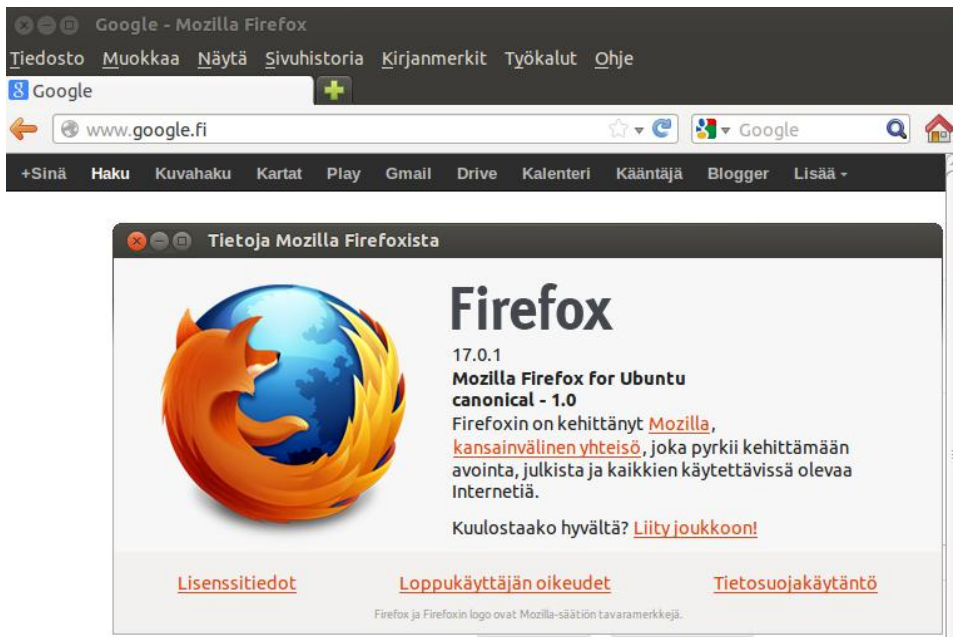 Google - Mozilla Firefox
Tiedosto Muokkaa Näytä Sivuhistoria Kirjanmerkit Työkalut Ohje
Google
www.google.fi Google
+Sinä Haku Kuvahaku Kartat Play Gmail Drive Kalenteri Kääntäjä Blogger Lisää
Tietoja Mozilla Firefoxista
Firefox
17.0.1
Mozilla Firefox for Ubuntu
canonical - 1.0
Firefoxin on kehittänyt Mozilla,
kansainvälinen yhteisö, joka pyrkii kehittämään
avointa, julkista ja kaikkien käytettävissä olevaa
Internetiä.
Kuulostaako hyvältä? Liity joukkoon!
Lisenssitiedot Loppukäyttäjän oikeudet Tietosuojakäytäntö
Firefox ja Firefoxin logo ovat Mozilla-säätiön tavaramerkkejä.